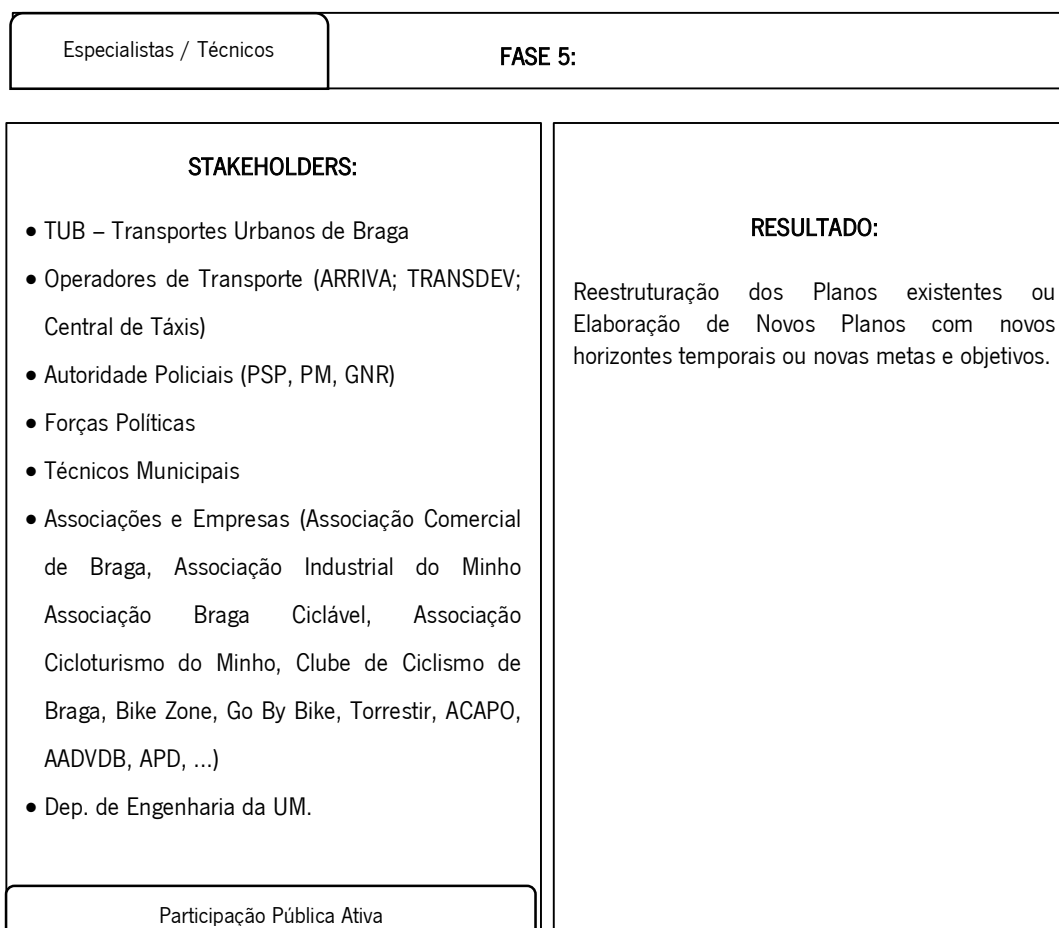 Especialistas / Técnicos
FASE 5:
STAKEHOLDERS:
• TUB – Transportes Urbanos de Braga
• Operadores de Transporte (ARRIVA; TRANSDEV;
Central de Táxis)
• Autoridade Policiais (PSP, PM, GNR)
• Forças Políticas
• Técnicos Municipais
• Associações e Empresas (Associação Comercial
de Braga, Associação Industrial do Minho
Associação Braga Ciclável, Associação
Cicloturismo do Minho, Clube de Ciclismo de
Braga, Bike Zone, Go By Bike, Torrestir, ACAPO,
AADVDB, APD, ...)
• Dep. de Engenharia da UM.
Participação Pública Ativa
RESULTADO:
Reestruturação dos Planos existentes ou
Elaboração de Novos Planos com novos
horizontes temporais ou novas metas e objetivos.